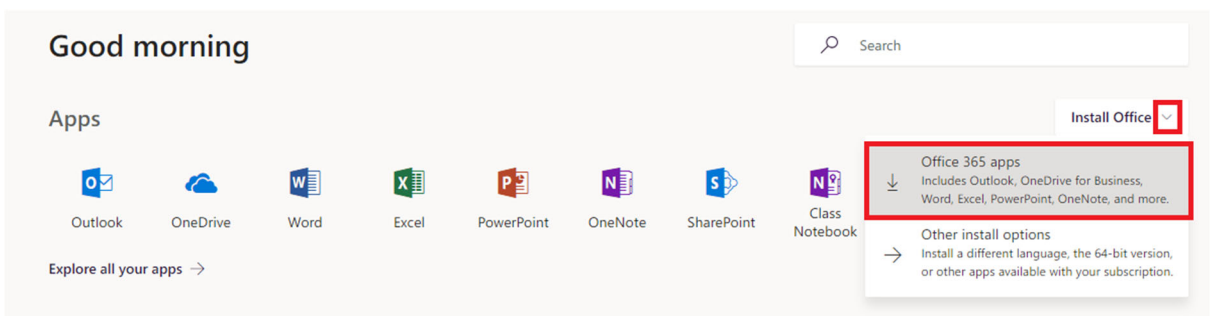 Good morning
Search
Apps
Install Office
Outlook
OneDrive
Word
Excel
PowerPoint
OneNote
SharePoint
Class
Notebook
Office 365 apps
Includes Outlook, OneDrive for Business,
Word, Excel, PowerPoint, OneNote, and more.
Other install options
Install a different language, the 64-bit version,
or other apps available with your subscription.
Explore all your apps →